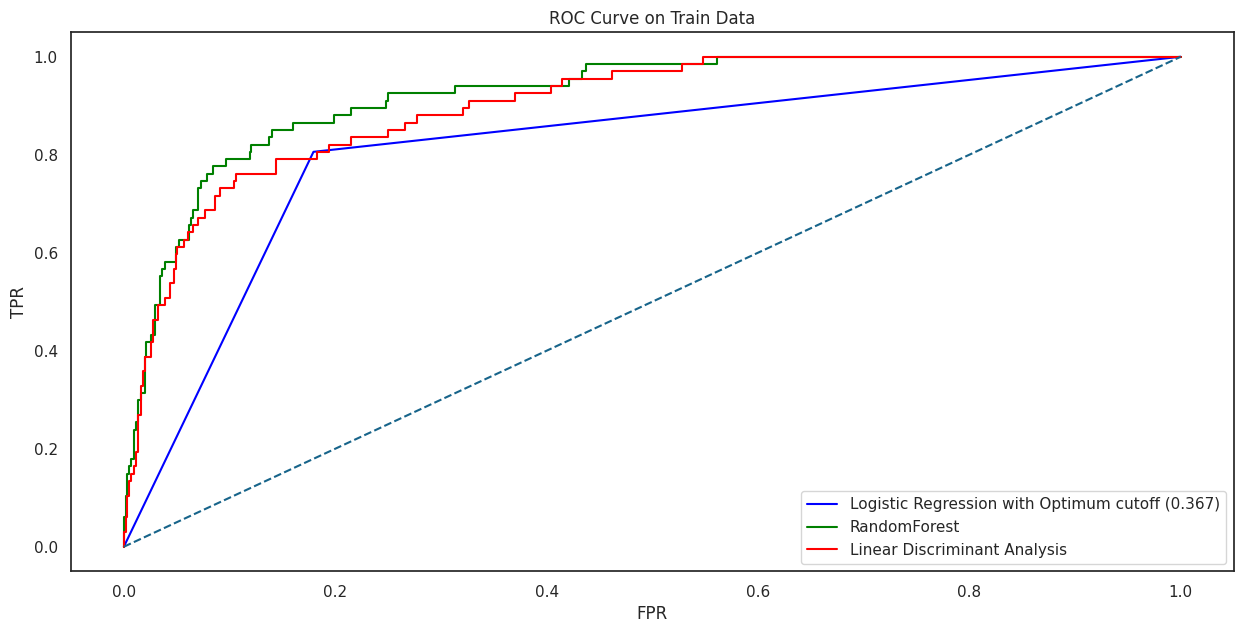 ROC Curve on Train Data
TPR
1.0
0.8
0.6
0.4
0.2
0.0
0.0 0.2 0.4 0.6 0.8 1.0
FPR
Logistic Regression with Optimum cutoff (0.367)
RandomForest
Linear Discriminant Analysis